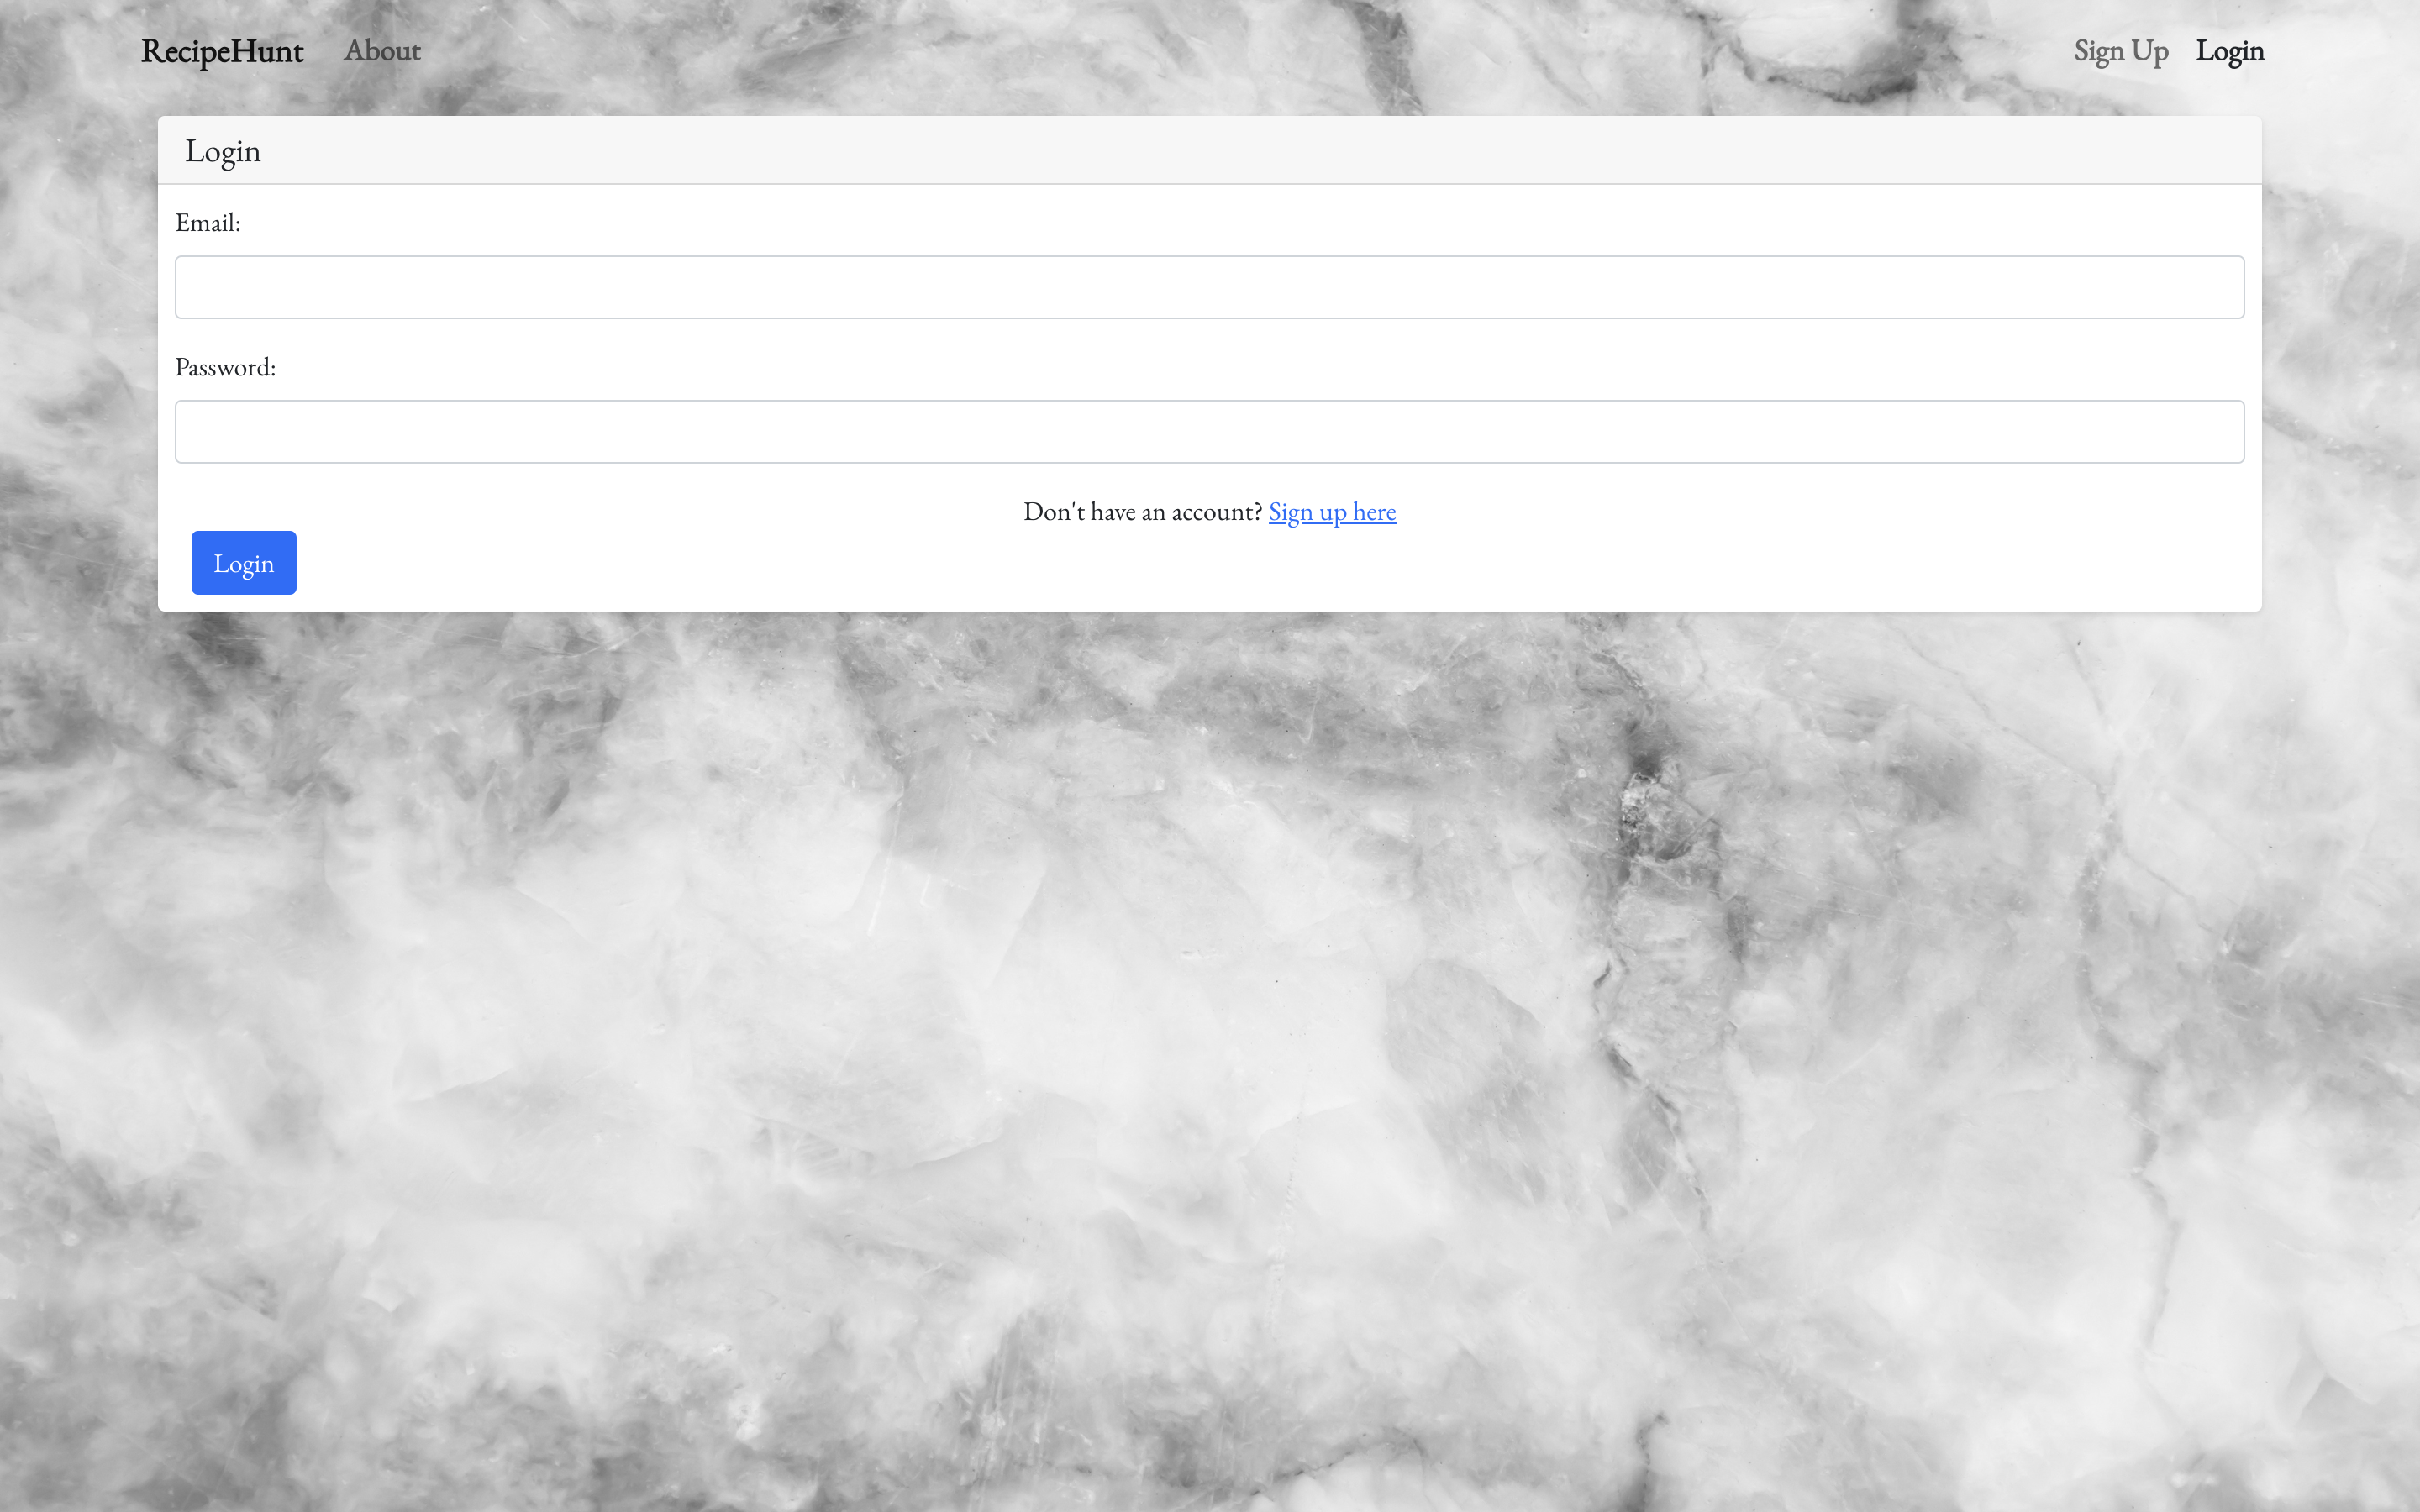 RecipeHunt About Sign Up Login
Login
Email:
Password:
Don't have an account? Sign up here
Login